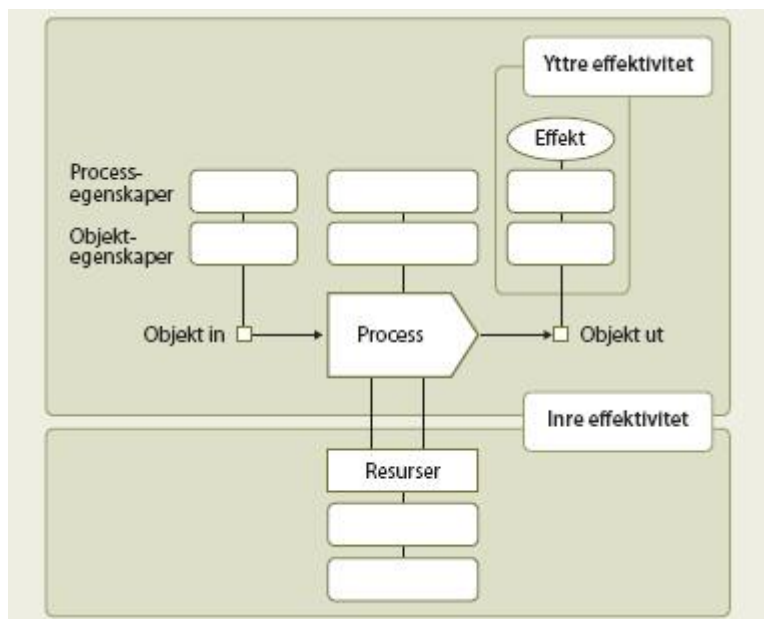 Yttre effektivitet
Effekt
Process-
egenskaper
Objekt-
egenskaper
Objekt in
Process
Objekt ut
Inre effektivitet
Resurser